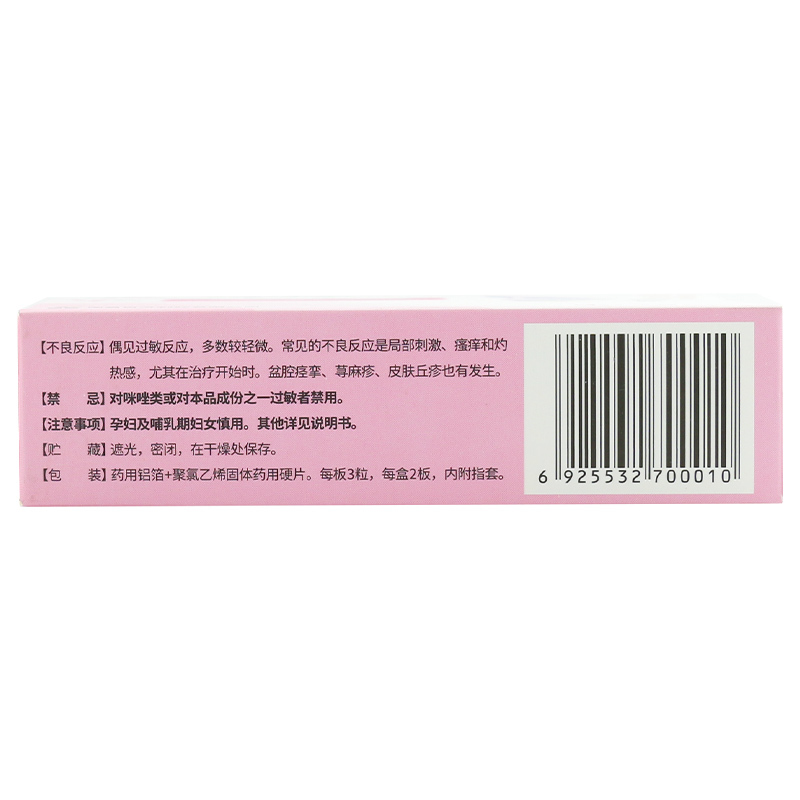 【不良反应】偶见过敏反应，多数较轻微。常见的不良反应是局部刺激、瘙痒和灼
热感，尤其在治疗开始时。盆腔痉挛、荨麻疹、皮肤丘疹也有发生。
【禁 忌】对咪唑类或对本品成份之一过敏者禁用。
【注意事项】孕妇及哺乳期妇女慎用。其他详见说明书。
【贮 藏】遮光，密闭，在干燥处保存。
【包 装】药用铝箔+聚氯乙烯固体药用硬片。每板3粒，每盒2板，内附指套。
6 925532 700010